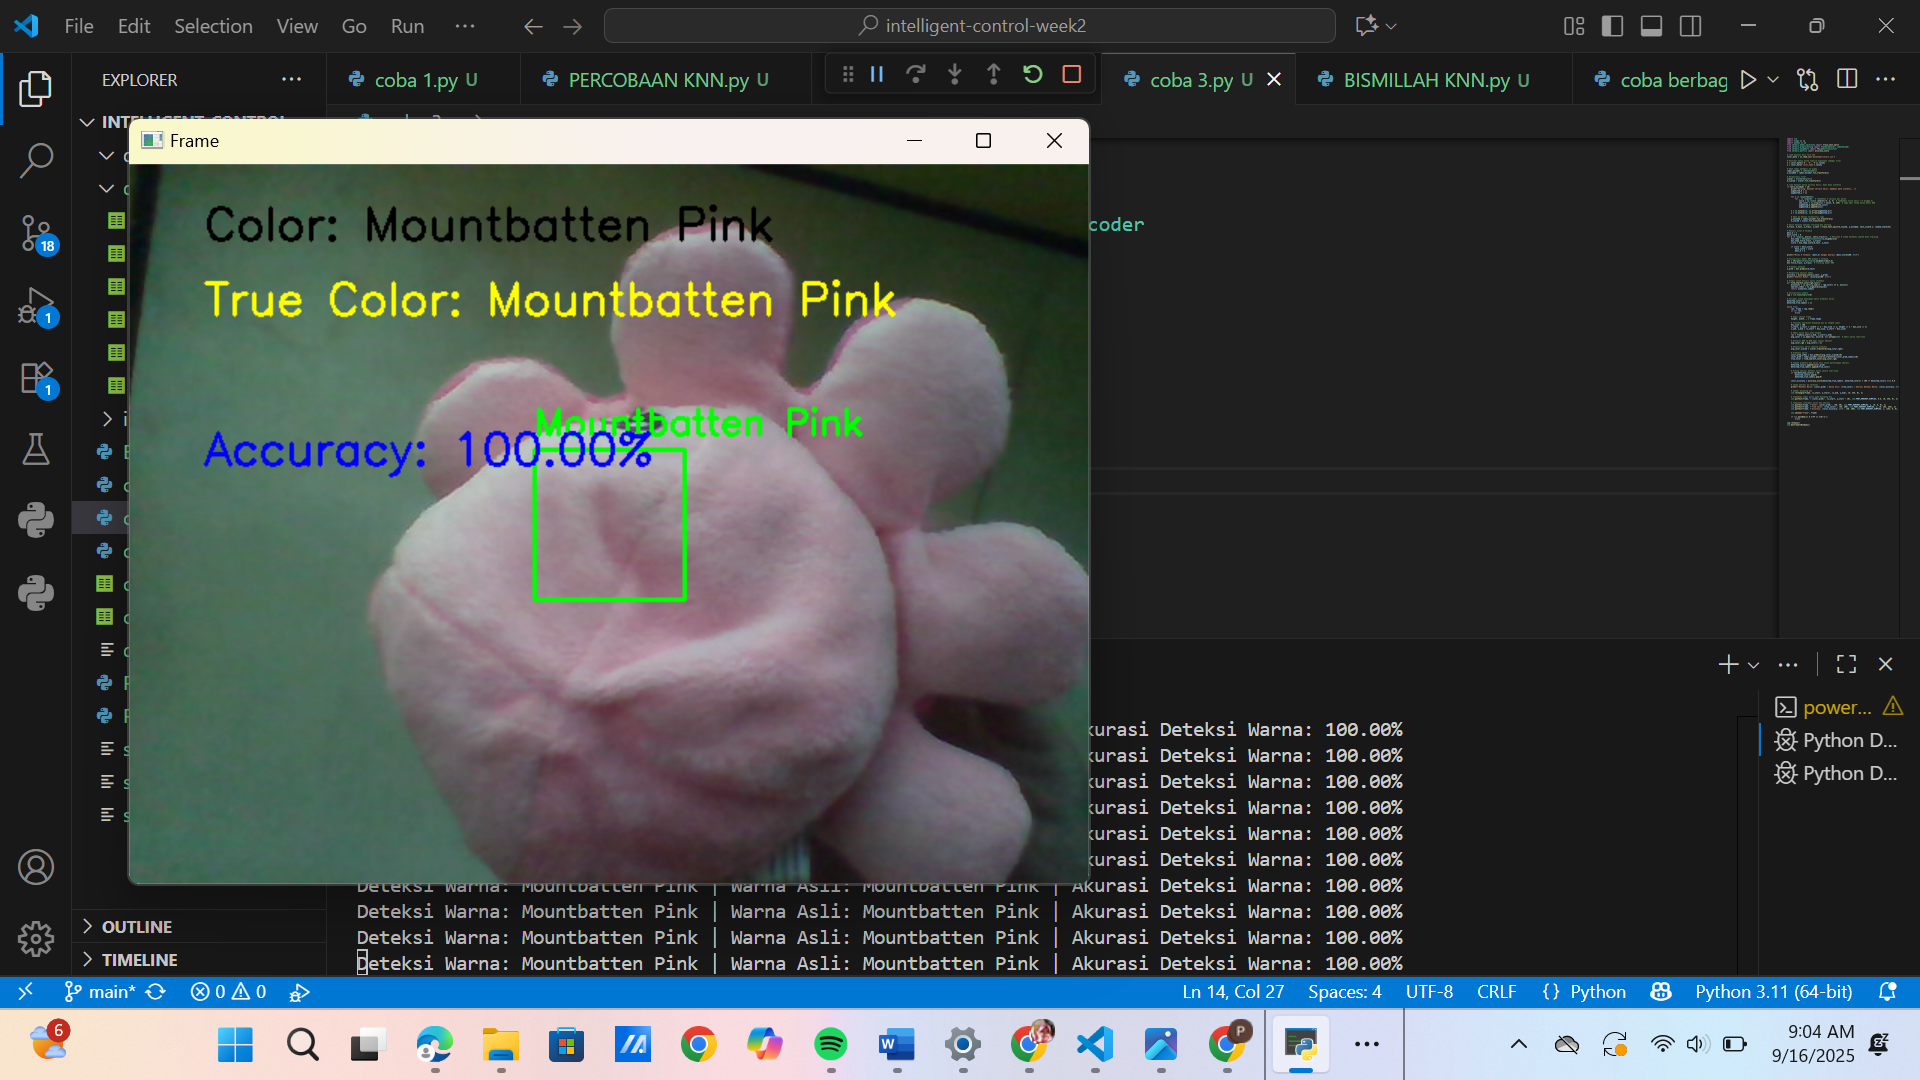 File Edit Selection View Go Run ...
intelligent-control-week2
EXPLORER ...
coba 1.py U
PERCOBAAN KNN.py U
coba 3.py U
BISMILLAH KNN.py U
coba berbag
Frame
Color: Mountbatten Pink
True Color: Mountbatten Pink
Mountbatten Pink
Accuracy: 100.00%
coder
18
1
1
power...
Python D...
Python D...
kurasi Deteksi Warna: 100.00%
kurasi Deteksi Warna: 100.00%
kurasi Deteksi Warna: 100.00%
kurasi Deteksi Warna: 100.00%
kurasi Deteksi Warna: 100.00%
kurasi Deteksi Warna: 100.00%
Deteksi Warna: Mountbatten Pink | Warna Asli: Mountbatten Pink | Akurasi Deteksi Warna: 100.00%
Deteksi Warna: Mountbatten Pink | Warna Asli: Mountbatten Pink | Akurasi Deteksi Warna: 100.00%
Deteksi Warna: Mountbatten Pink | Warna Asli: Mountbatten Pink | Akurasi Deteksi Warna: 100.00%
Deteksi Warna: Mountbatten Pink | Warna Asli: Mountbatten Pink | Akurasi Deteksi Warna: 100.00%
OUTLINE
TIMELINE
main* 0 0 Ln 14, Col 27 Spaces: 4 UTF-8 CRLF {} Python Python 3.11 (64-bit)
6
P
9:04 AM
9/16/2025